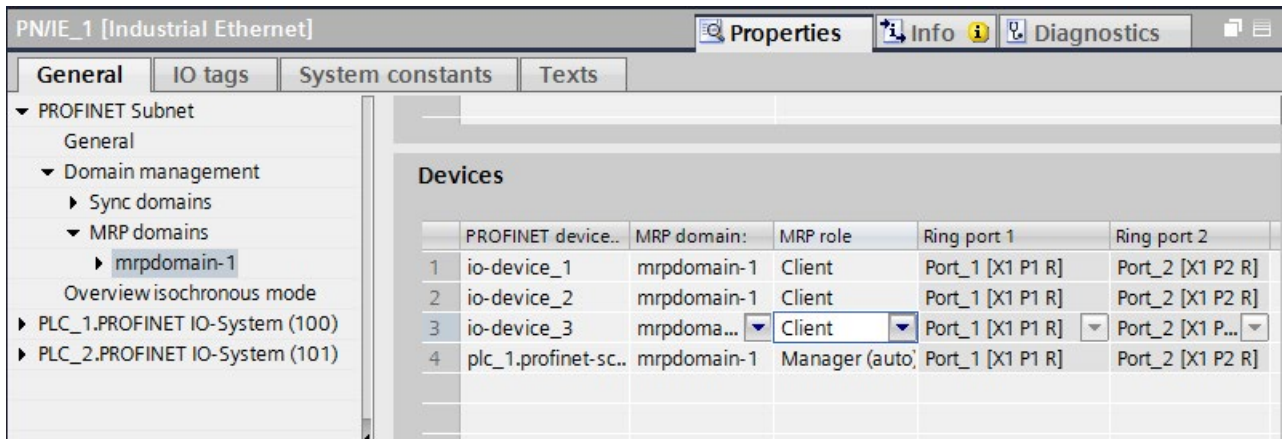 PN/IE_1 [Industrial Ethernet]
Properties
Info
Diagnostics
General
IO tags
System constants
Texts
PROFINET Subnet
General
Domain management
Sync domains
MRP domains
mrpdomain-1
Overview isochronous mode
PLC_1.PROFINET IO-System (100)
PLC_2.PROFINET IO-System (101)
Devices
PROFINET device.. MRP domain: MRP role Ring port 1 Ring port 2
1 io-device_1 mrpdomain-1 Client Port_1 [X1 P1 R] Port_2 [X1 P2 R]
2 io-device_2 mrpdomain-1 Client Port_1 [X1 P1 R] Port_2 [X1 P2 R]
3 io-device_3 mrpdoma... Client Port_1 [X1 P1 R] Port_2 [X1 P...
4 plc_1.profinet-sc.. mrpdomain-1 Manager (auto) Port_1 [X1 P1 R] Port_2 [X1 P2 R]